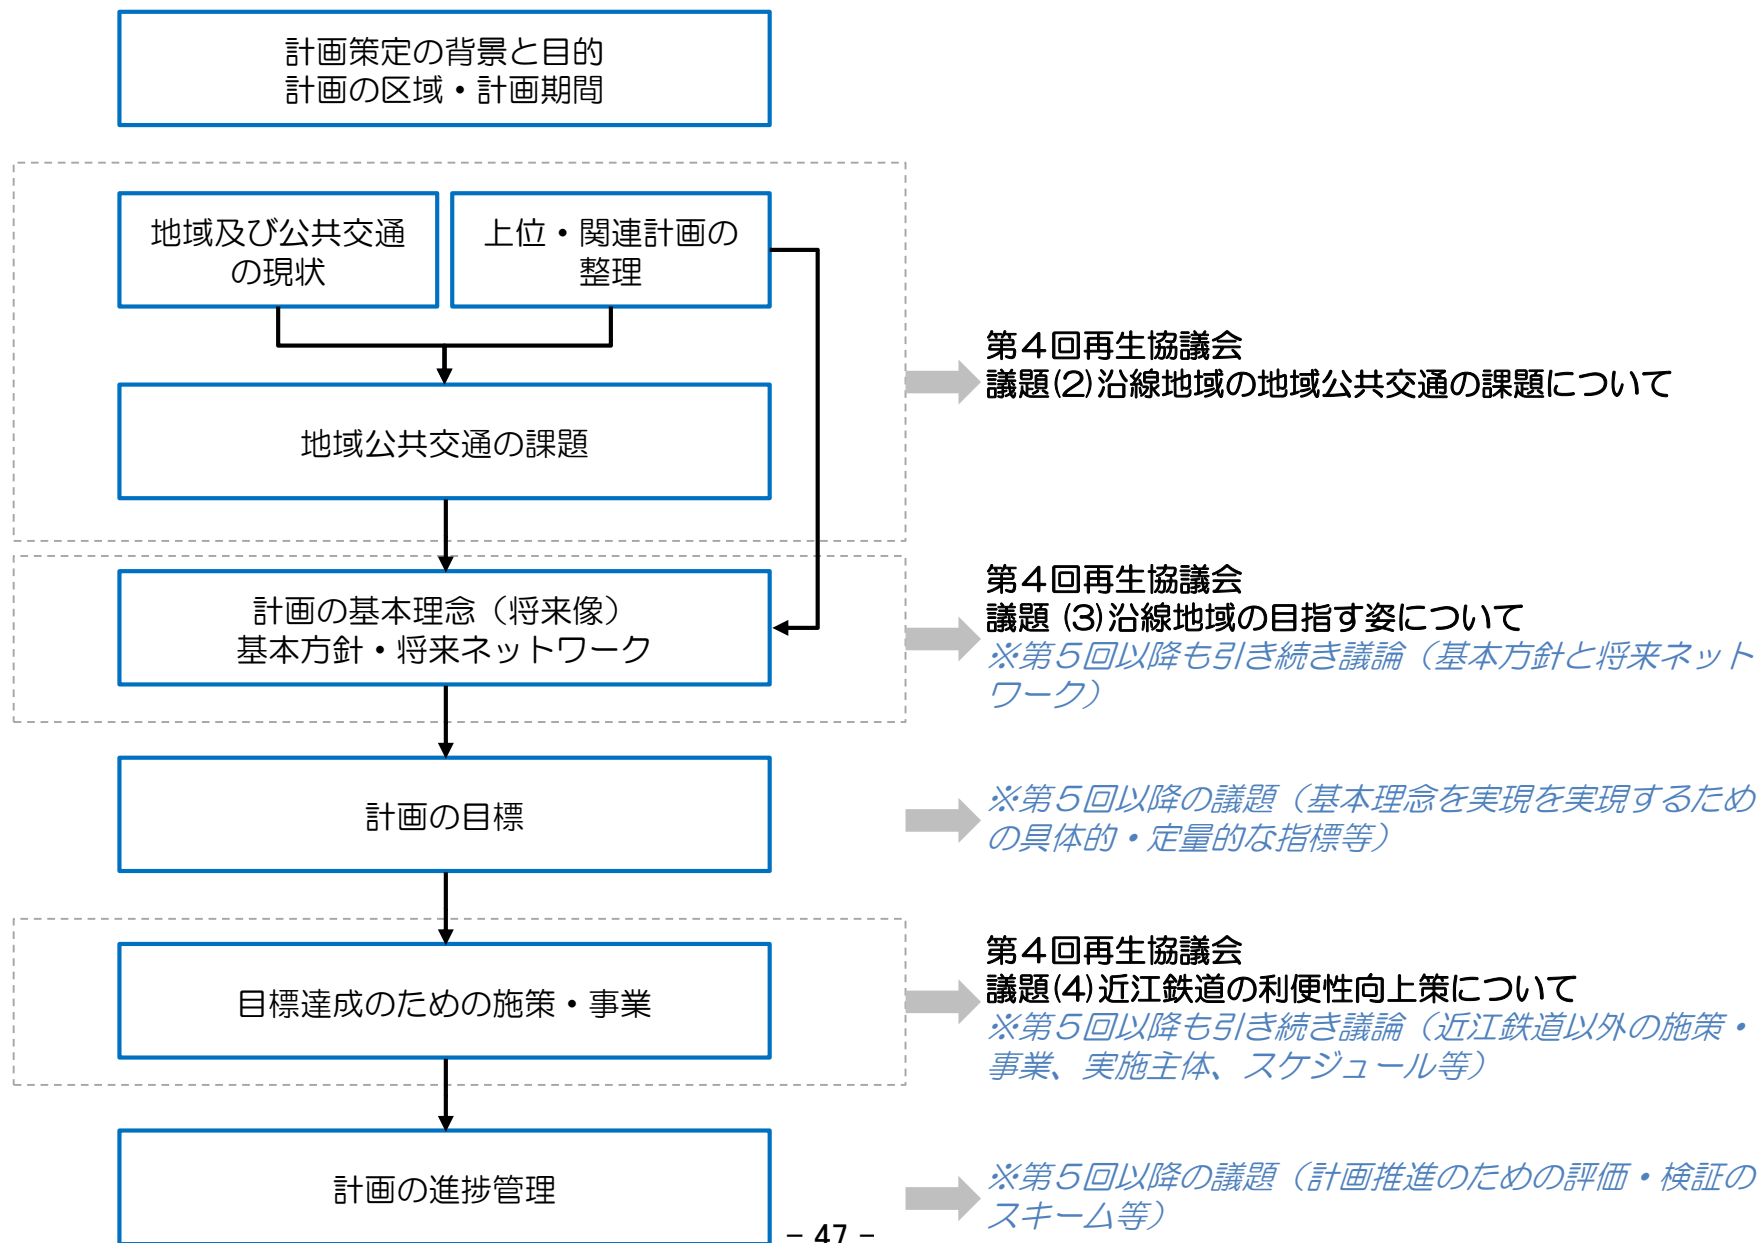 計画策定の背景と目的
計画の区域・計画期間
地域及び公共交通
の現状
上位・関連計画の
整理
地域公共交通の課題
第４回再生協議会
議題(2)沿線地域の地域公共交通の課題について
計画の基本理念（将来像）
基本方針・将来ネットワーク
第４回再生協議会
議題 (3)沿線地域の目指す姿について
※第５回以降も引き続き議論（基本方針と将来ネット
ワーク）
計画の目標
※第５回以降の議題（基本理念を実現を実現するため
の具体的・定量的な指標等）
目標達成のための施策・事業
第４回再生協議会
議題(4)近江鉄道の利便性向上策について
※第５回以降も引き続き議論（近江鉄道以外の施策・
事業、実施主体、スケジュール等）
計画の進捗管理
※第５回以降の議題（計画推進のための評価・検証の
スキーム等）
- 47 -